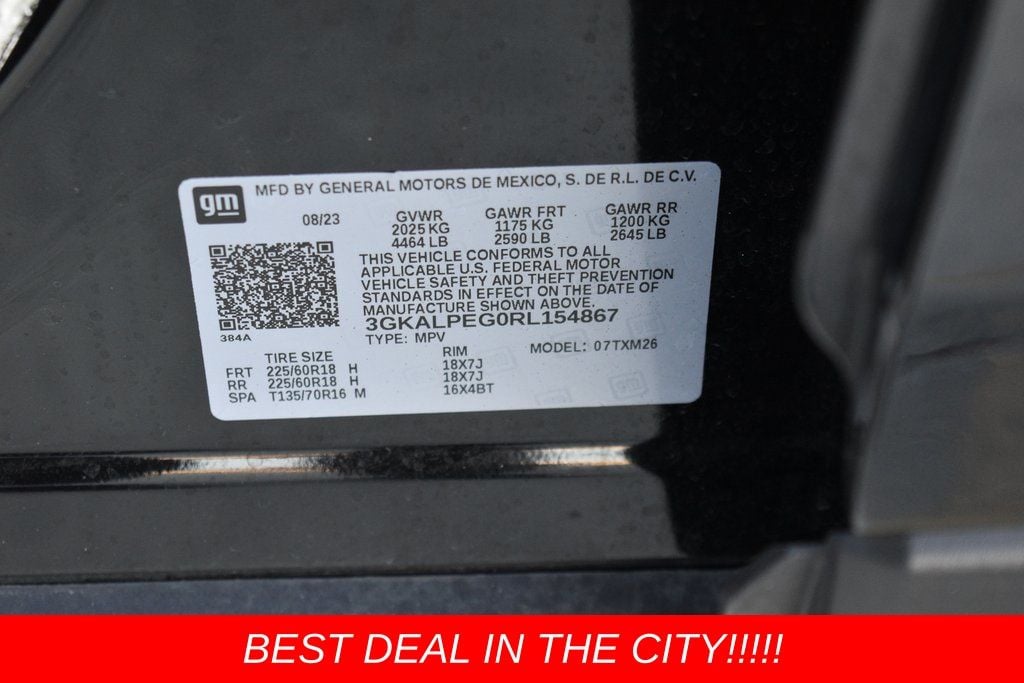 gm MFD BY GENERAL MOTORS DE MEXICO, S. DE R.L. DE C.V.
08/23 GVWR GAWR FRT GAWR RR
2025 KG 1175 KG 1200 KG
4464 LB 2590 LB 2645 LB
THIS VEHICLE CONFORMS TO ALL
APPLICABLE U.S. FEDERAL MOTOR
VEHICLE SAFETY AND THEFT PREVENTION
STANDARDS IN EFFECT ON THE DATE OF
MANUFACTURE SHOWN ABOVE.
3GKALPEG0RL154867
384A
TYPE: MPV MODEL: 07TXM26
TIRE SIZE RIM
FRT 225/60R18 H 18X7J
RR 225/60R18 H 18X7J
SPA T135/70R16 M 16X4BT
BEST DEAL IN THE CITY!!!!!